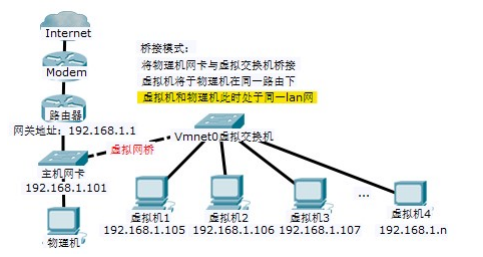 Internet
Modem
路由器
网关地址：192.168.1.1
主机网卡
192.168.1.101
物理机
桥接模式：
将物理机网卡与虚拟交换机桥接
虚拟机将于物理机在同一路由下
虚拟机和物理机此时处于同一lan网
虚拟网桥
Vmnet0虚拟交换机
虚拟机1
192.168.1.105
虚拟机2
192.168.1.106
虚拟机3
192.168.1.107
...
虚拟机4
192.168.1.n